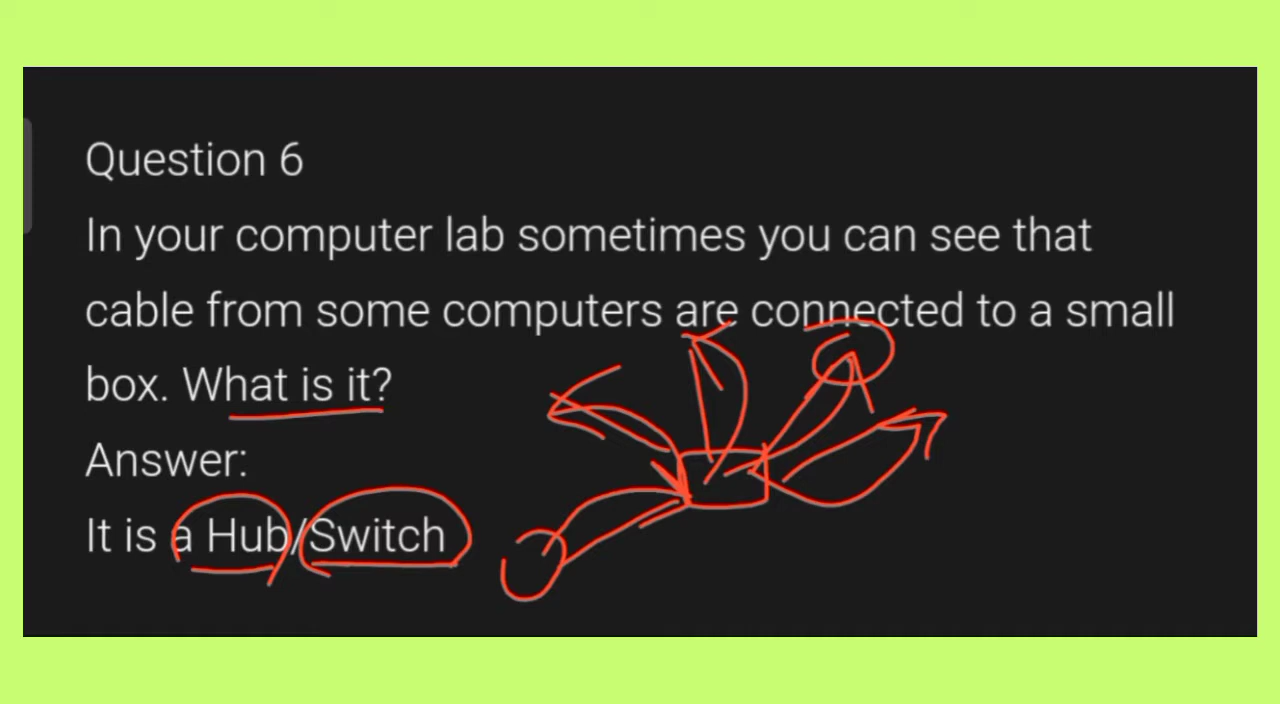 Question 6
In your computer lab sometimes you can see that
cable from some computers are connected to a small
box. What is it?
Answer:
It is a Hub/Switch